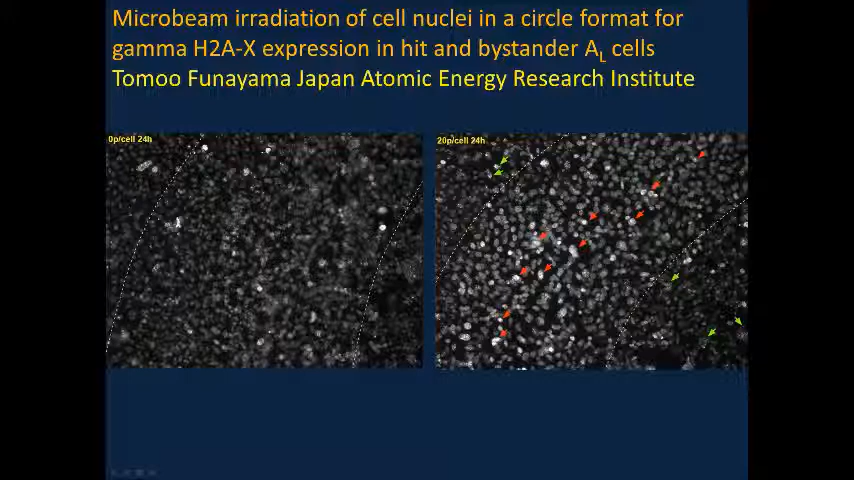 Microbeam irradiation of cell nuclei in a circle format for
gamma H2A-X expression in hit and bystander AL cells
Tomoo Funayama Japan Atomic Energy Research Institute
0p/cell 24h
20p/cell 24h